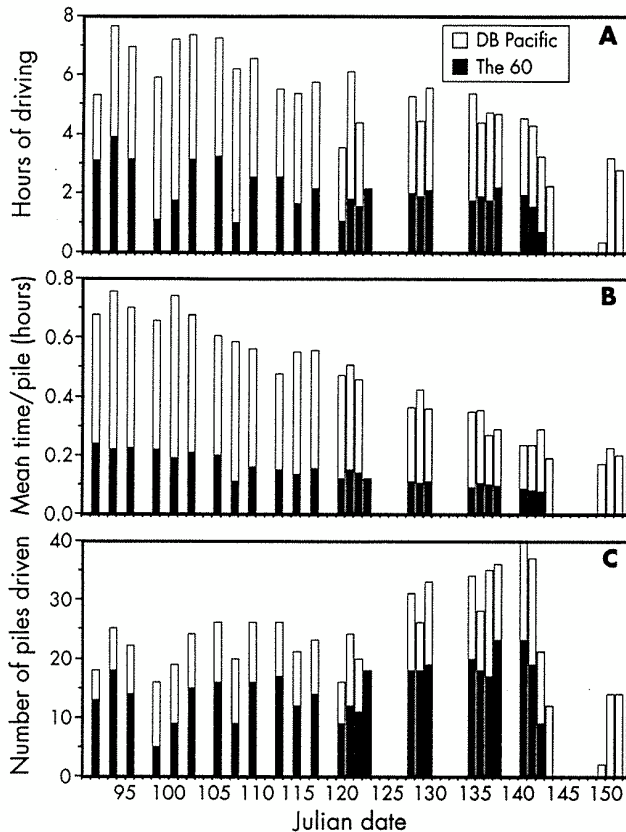 A
DB Pacific
The 60
Hours of driving
8
6
4
2
0
B
Mean time/pile (hours)
0.8
0.6
0.4
0.2
0.0
C
Number of piles driven
40
30
20
10
0
95 100 105 110 115 120 125 130 135 140 145 150
Julian date